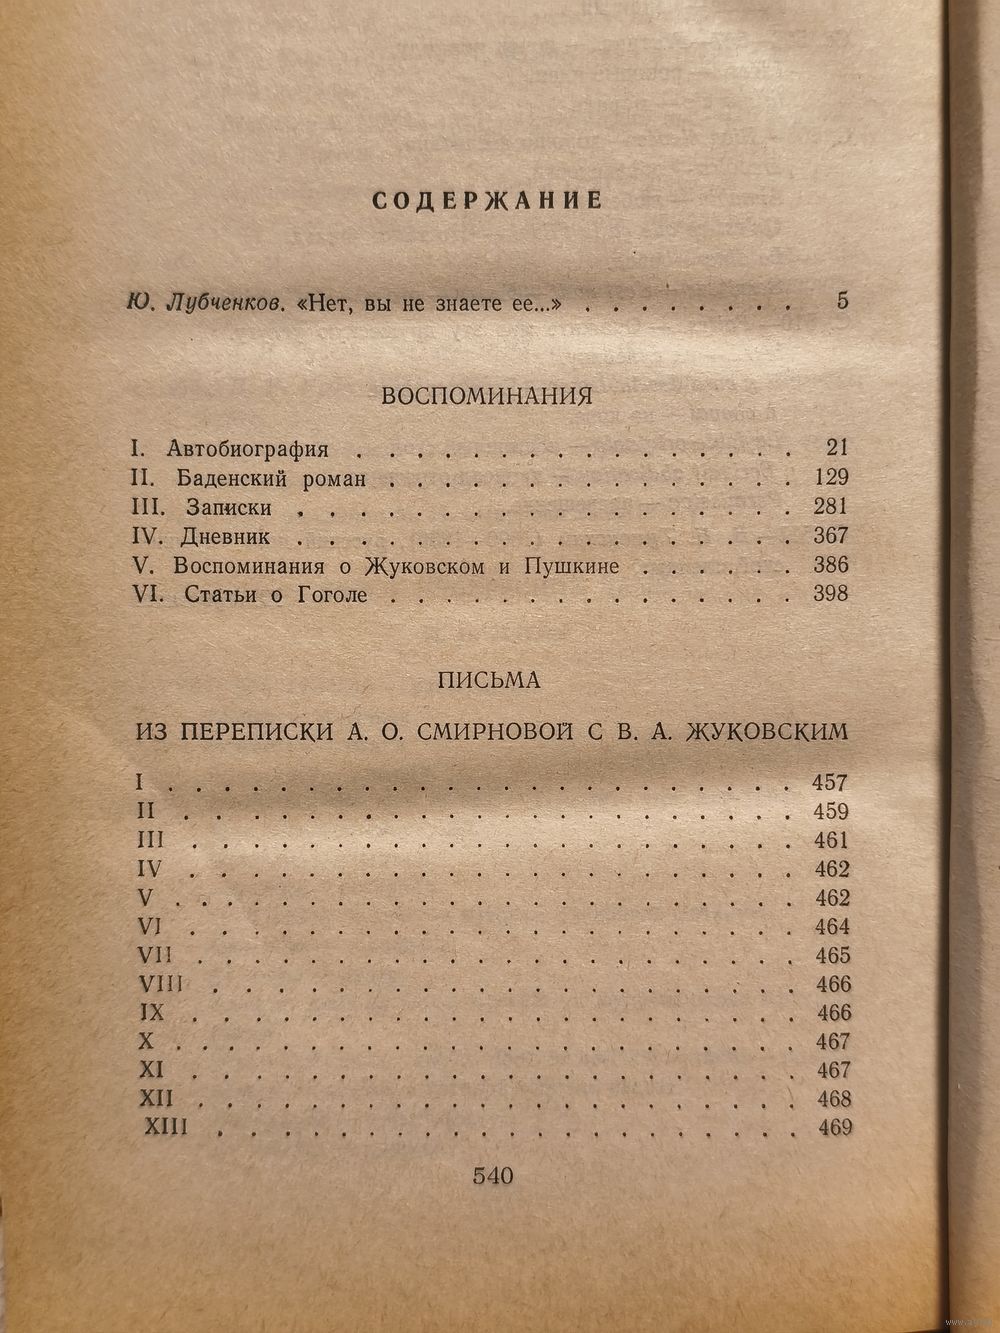 СОДЕРЖАНИЕ
Ю. Лубченков. «Нет, вы не знаете ее...» . . . . . . . . 5
ВОСПОМИНАНИЯ
I. Автобиография . . . . . . . . . . . . . . 21
II. Баденский роман . . . . . . . . . . . . . 129
III. Записки . . . . . . . . . . . . . . . . 281
IV. Дневник . . . . . . . . . . . . . . . . 367
V. Воспоминания о Жуковском и Пушкине . . . . . . 386
VI. Статьи о Гоголе . . . . . . . . . . . . . 398
ПИСЬМА
ИЗ ПЕРЕПИСКИ А. О. СМИРНОВОЙ С В. А. ЖУКОВСКИМ
I . . . . . . . . . . . . . . . . . . . . . . . 457
II . . . . . . . . . . . . . . . . . . . . . . 459
III . . . . . . . . . . . . . . . . . . . . . . 461
IV . . . . . . . . . . . . . . . . . . . . . . 462
V . . . . . . . . . . . . . . . . . . . . . . . 462
VI . . . . . . . . . . . . . . . . . . . . . . 464
VII . . . . . . . . . . . . . . . . . . . . . . 465
VIII . . . . . . . . . . . . . . . . . . . . . 466
IX . . . . . . . . . . . . . . . . . . . . . . 466
X . . . . . . . . . . . . . . . . . . . . . . . 467
XI . . . . . . . . . . . . . . . . . . . . . . 467
XII . . . . . . . . . . . . . . . . . . . . . . 468
XIII . . . . . . . . . . . . . . . . . . . . . 469
540